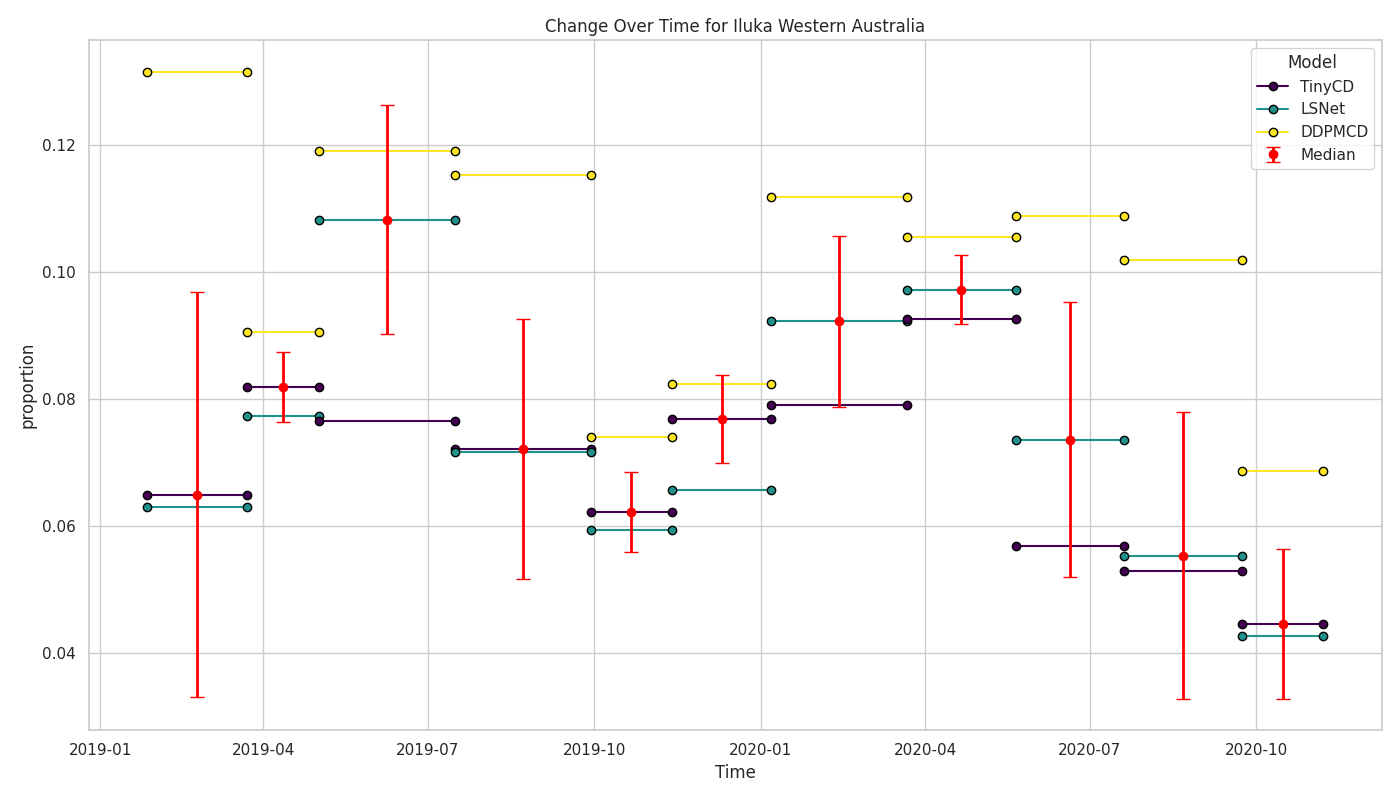 Change Over Time for Iluka Western Australia
Model
TinyCD
LSNet
DDPMCD
Median
0.12
0.10
0.08
0.06
0.04
proportion
2019-01
2019-04
2019-07
2019-10
2020-01
2020-04
2020-07
2020-10
Time